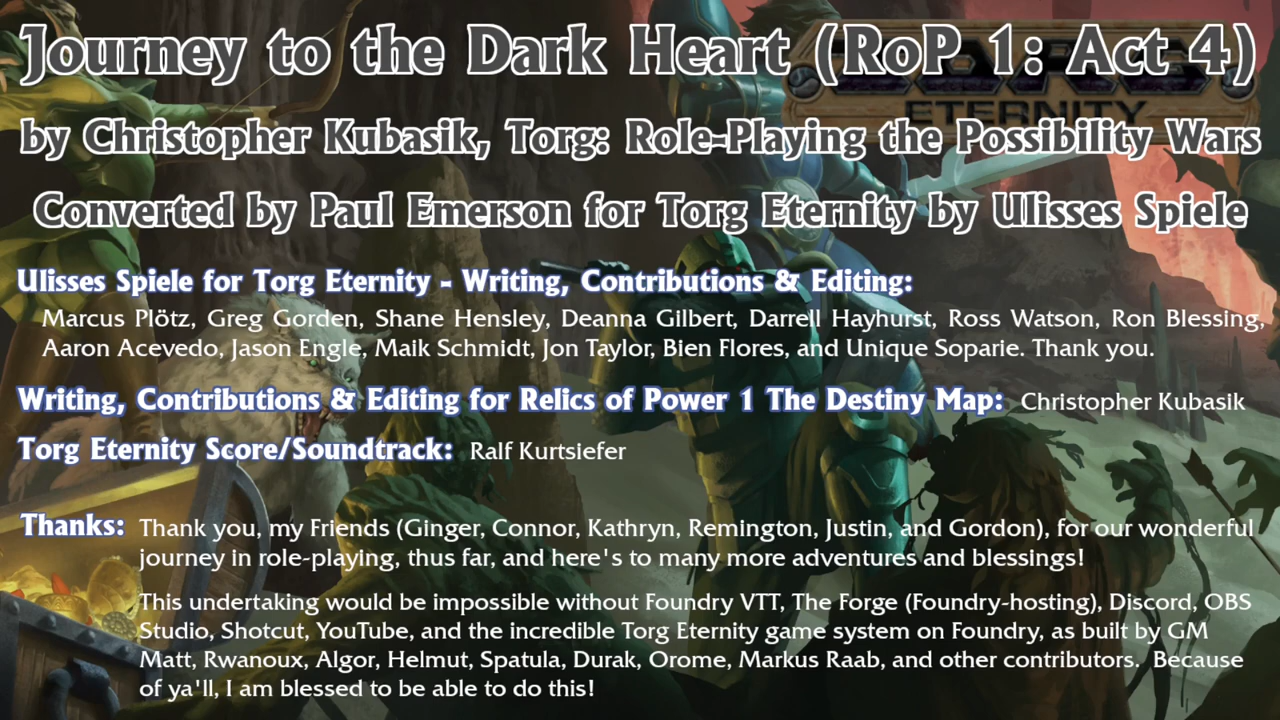 Journey to the Dark Heart (RoP 1: Act 4)
ETERNITY
by Christopher Kubasik, Torg: Role-Playing the Possibility Wars
Converted by Paul Emerson for Torg Eternity by Ulisses Spiele
Ulisses Spiele for Torg Eternity - Writing, Contributions & Editing:
Marcus Plötz, Greg Gorden, Shane Hensley, Deanna Gilbert, Darrell Hayhurst, Ross Watson, Ron Blessing,
Aaron Acevedo, Jason Engle, Maik Schmidt, Jon Taylor, Bien Flores, and Unique Soparie. Thank you.
Writing, Contributions & Editing for Relics of Power 1 The Destiny Map: Christopher Kubasik
Torg Eternity Score/Soundtrack: Ralf Kurtsiefer
Thanks: Thank you, my Friends (Ginger, Connor, Kathryn, Remington, Justin, and Gordon), for our wonderful
journey in role-playing, thus far, and here's to many more adventures and blessings!
This undertaking would be impossible without Foundry VTT, The Forge (Foundry-hosting), Discord, OBS
Studio, Shotcut, YouTube, and the incredible Torg Eternity game system on Foundry, as built by GM
Matt, Rwanoux, Algor, Helmut, Spatula, Durak, Orome, Markus Raab, and other contributors. Because
of ya'll, I am blessed to be able to do this!